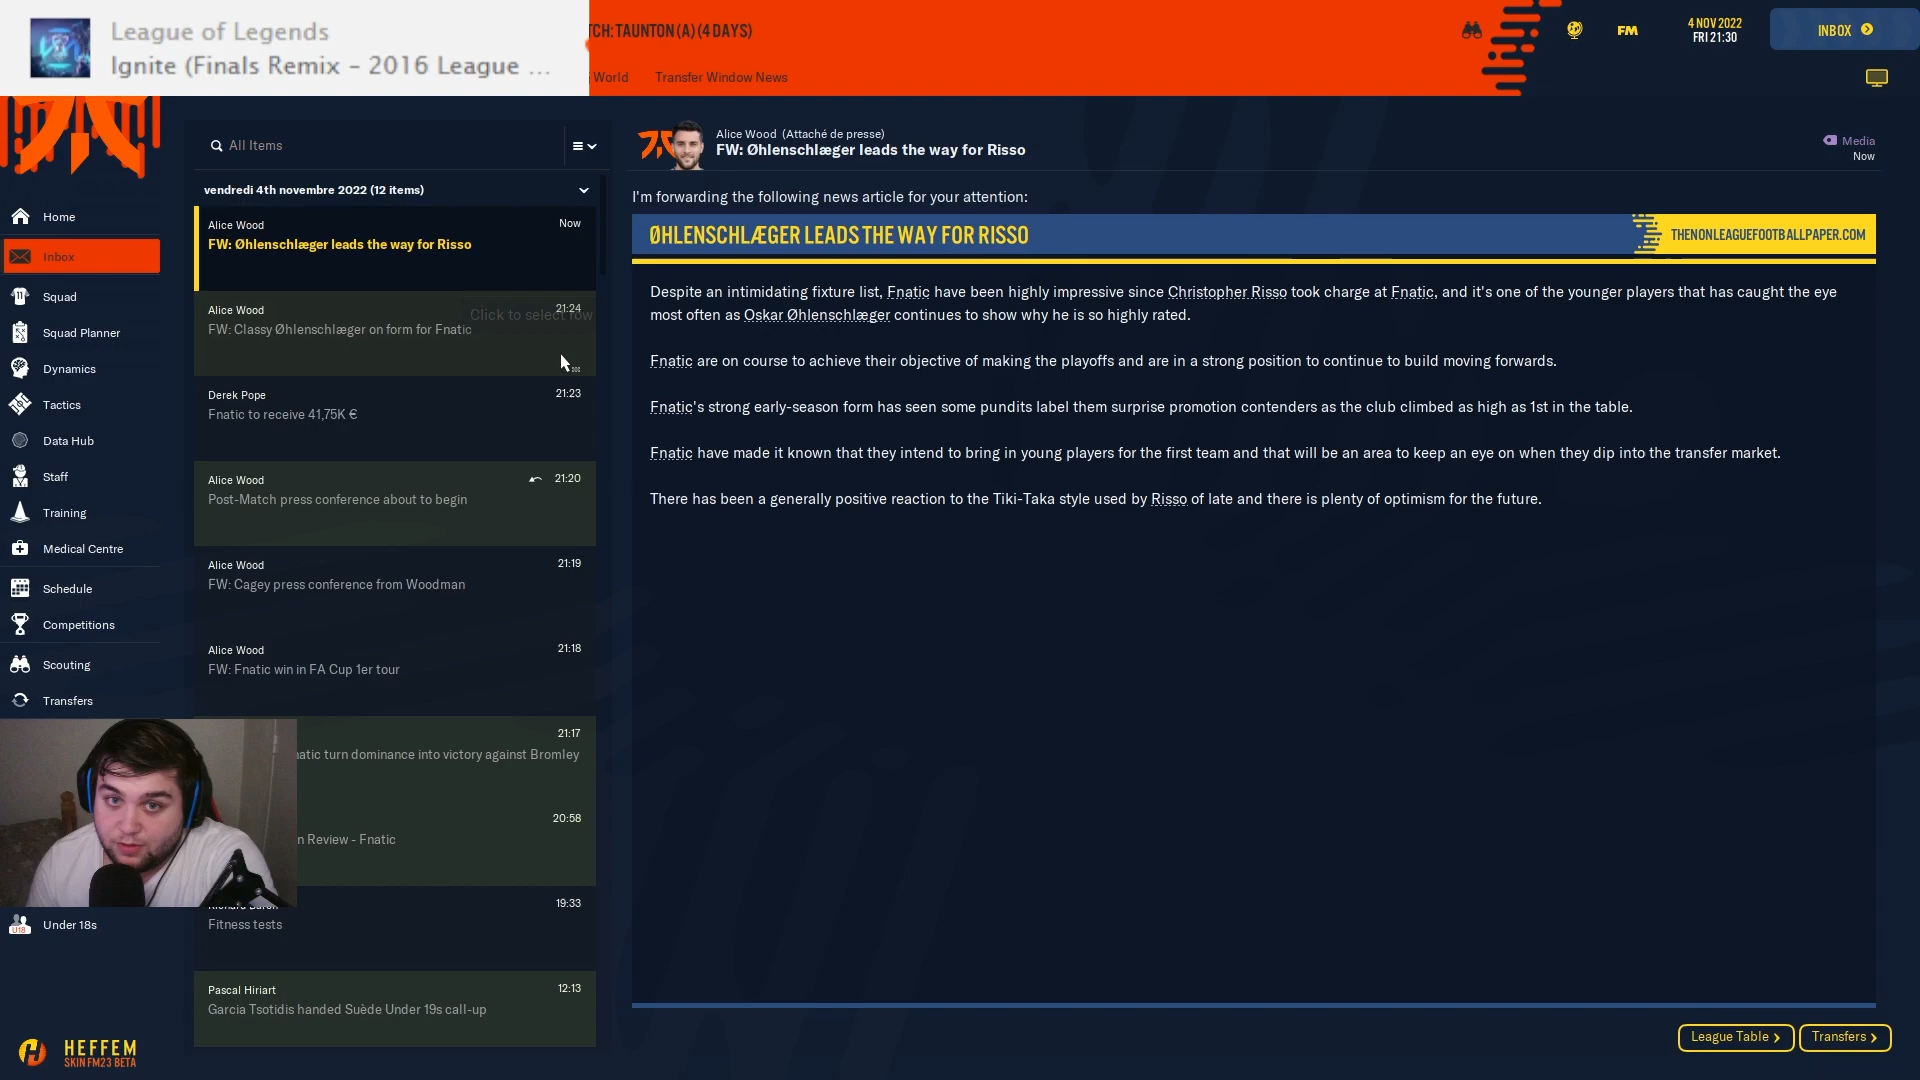 League of Legends
Ignite (Finals Remix - 2016 League ...
TCH: TAUNTON (A) (4 DAYS)
World
Transfer Window News
FM
4 NOV 2022
FRI 21:30
INBOX
Home
Inbox
Squad
Squad Planner
Dynamics
Tactics
Data Hub
Staff
Training
Medical Centre
Schedule
Competitions
Scouting
Transfers
Under 18s
HEFFEM
SKIN FM23 BETA
All Items
vendredi 4th novembre 2022 (12 items)
Alice Wood
Now
FW: Øhlenschlæger leads the way for Risso
Alice Wood
21:24
Click to select row
FW: Classy Øhlenschlæger on form for Fnatic
Derek Pope
21:23
Fnatic to receive 41,75K €
Alice Wood
21:20
Post-Match press conference about to begin
Alice Wood
21:19
FW: Cagey press conference from Woodman
Alice Wood
21:18
FW: Fnatic win in FA Cup 1er tour
21:17
natic turn dominance into victory against Bromley
20:58
n Review - Fnatic
19:33
Fitness tests
Pascal Hiriart
12:13
Garcia Tsotidis handed Suède Under 19s call-up
Alice Wood (Attaché de presse)
FW: Øhlenschlæger leads the way for Risso
Media
Now
I'm forwarding the following news article for your attention:
ØHLENSCHLÆGER LEADS THE WAY FOR RISSO
THENONLEAGUEFOOTBALLPAPER.COM
Despite an intimidating fixture list, Fnatic have been highly impressive since Christopher Risso took charge at Fnatic, and it's one of the younger players that has caught the eye
most often as Oskar Øhlenschlæger continues to show why he is so highly rated.
Fnatic are on course to achieve their objective of making the playoffs and are in a strong position to continue to build moving forwards.
Fnatic's strong early-season form has seen some pundits label them surprise promotion contenders as the club climbed as high as 1st in the table.
Fnatic have made it known that they intend to bring in young players for the first team and that will be an area to keep an eye on when they dip into the transfer market.
There has been a generally positive reaction to the Tiki-Taka style used by Risso of late and there is plenty of optimism for the future.
League Table
Transfers